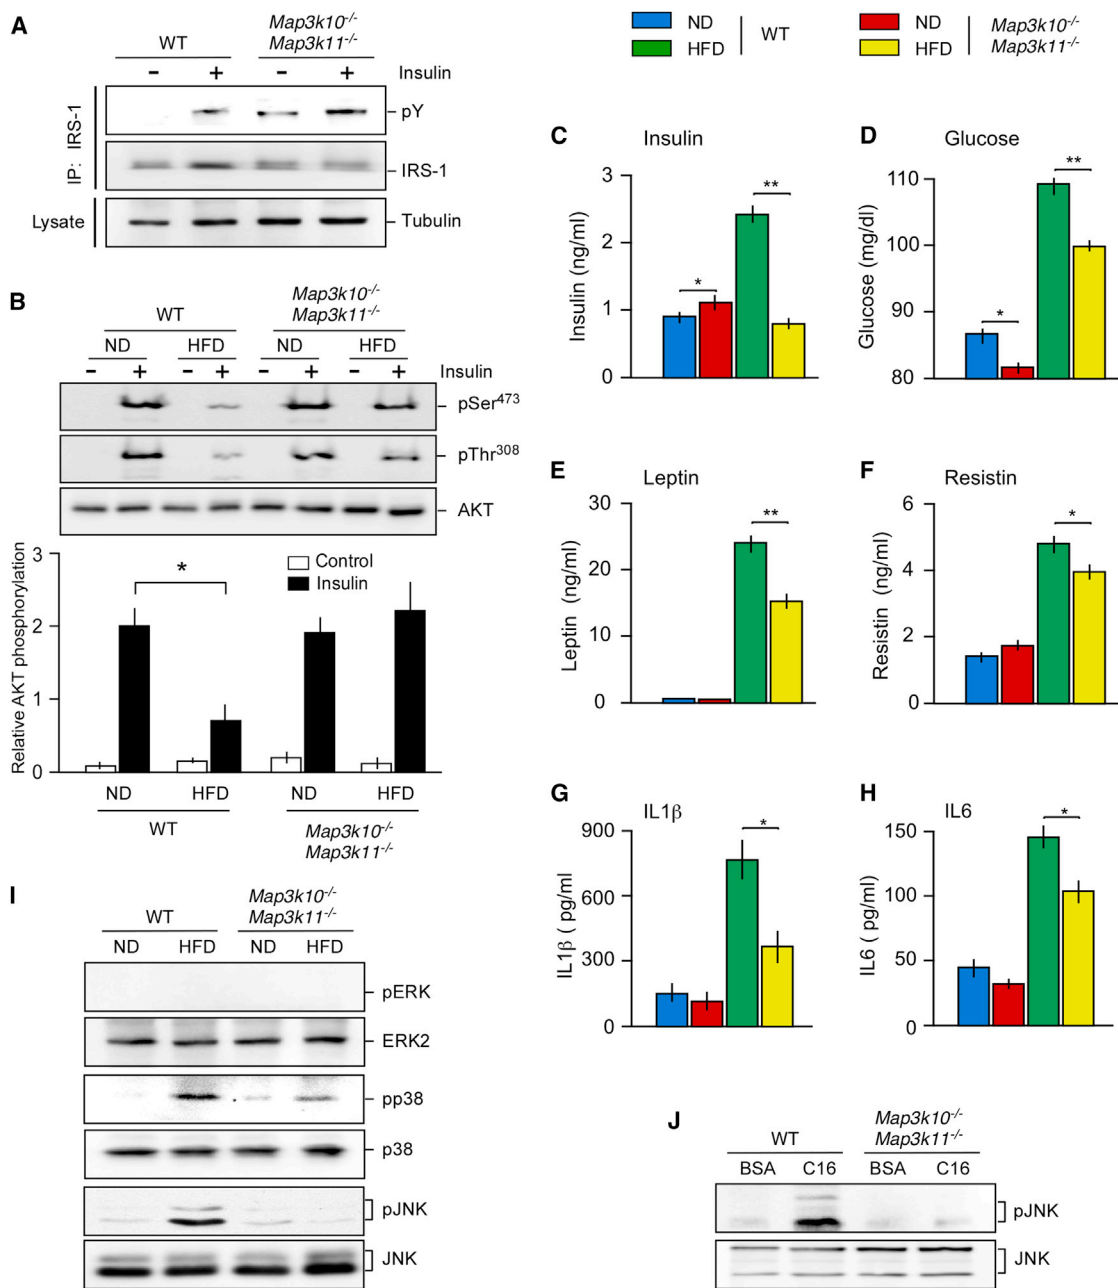 A
WT
Map3k10-/-
Map3k11-/-
- + - + Insulin
IP: IRS-1
pY
IRS-1
Lysate
Tubulin
ND
HFD
WT
ND
HFD
Map3k10-/-
Map3k11-/-
B
WT
Map3k10-/-
Map3k11-/-
ND HFD ND HFD
- + - + - + - + Insulin
pSer473
pThr308
AKT
Relative AKT phosphorylation
3
2
1
0
Control
Insulin
*
ND HFD ND HFD
WT
Map3k10-/-
Map3k11-/-
C Insulin
Insulin (ng/ml)
3
2
1
0
*
**
D Glucose
Glucose (mg/dl)
110
100
90
80
*
**
E Leptin
Leptin (ng/ml)
30
20
10
0
**
F Resistin
Resistin (ng/ml)
6
4
2
0
*
G IL1β
IL1β ( pg/ml
900
600
300
0
*
H IL6
IL6 ( pg/ml)
150
100
50
0
*
I
WT
Map3k10-/-
Map3k11-/-
ND HFD ND HFD
pERK
ERK2
pp38
p38
pJNK
JNK
J
WT
Map3k10-/-
Map3k11-/-
BSA C16 BSA C16
pJNK
JNK